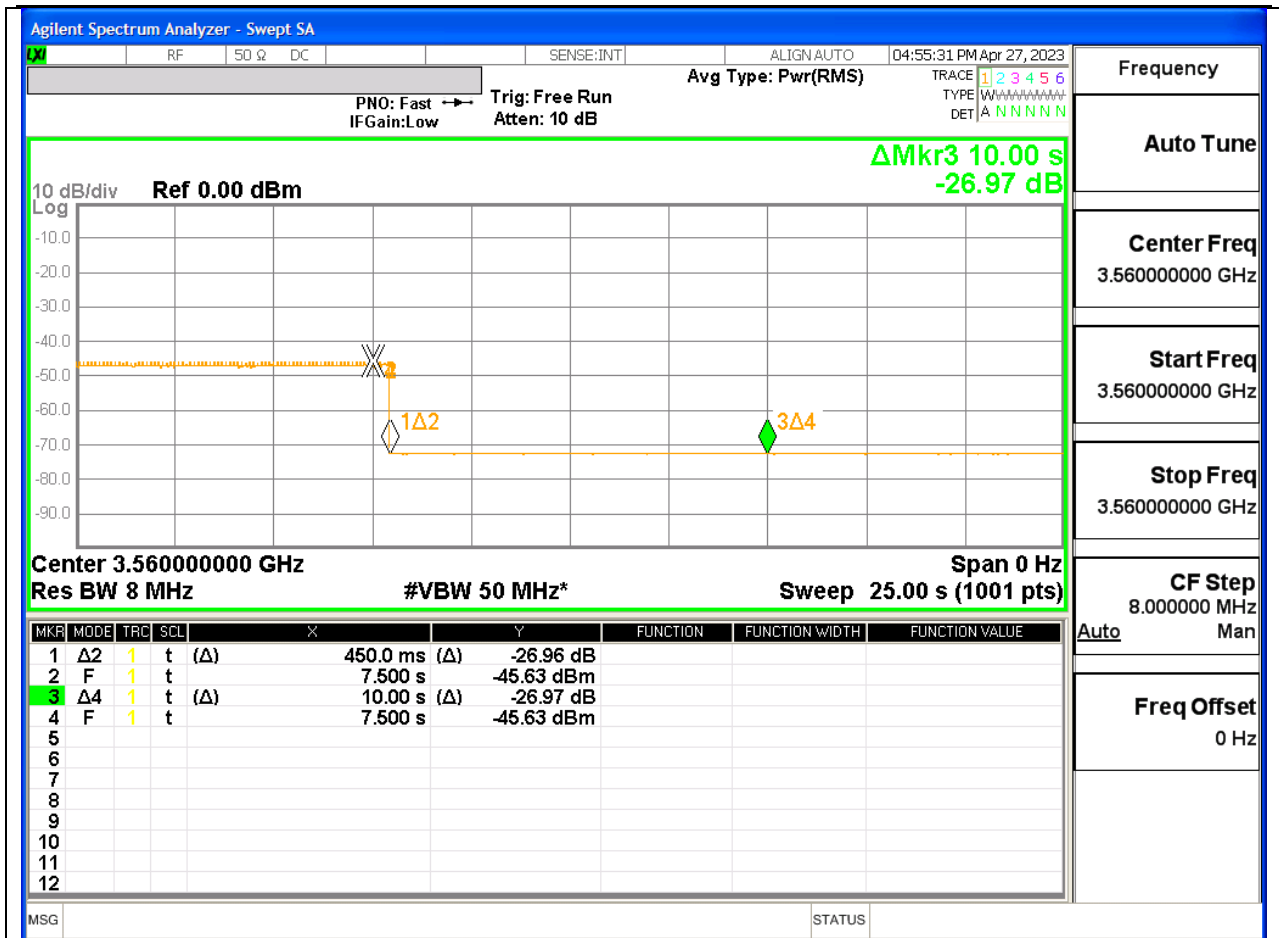 Agilent Spectrum Analyzer - Swept SA
LXI RF 50 Ω DC SENSE:INT ALIGN AUTO 04:55:31 PM Apr 27, 2023
Frequency
Avg Type: Pwr(RMS) TRACE 1 2 3 4 5 6
PNO: Fast Trig: Free Run TYPE W
IFGain:Low Atten: 10 dB DET A N N N N N
Auto Tune
ΔMkr3 10.00 s
-26.97 dB
10 dB/div Ref 0.00 dBm
Log
-10.0
-20.0
-30.0
-40.0
-50.0
-60.0
-70.0
-80.0
-90.0
1Δ2
3Δ4
Center Freq
3.560000000 GHz
Start Freq
3.560000000 GHz
Stop Freq
3.560000000 GHz
Center 3.560000000 GHz Span 0 Hz
Res BW 8 MHz #VBW 50 MHz* Sweep 25.00 s (1001 pts)
CF Step
8.000000 MHz
Auto Man
Freq Offset
0 Hz
MKR MODE TRC SCL X Y FUNCTION FUNCTION WIDTH FUNCTION VALUE
1 Δ2 1 t (Δ) 450.0 ms (Δ) -26.96 dB
2 F 1 t 7.500 s -45.63 dBm
3 Δ4 1 t (Δ) 10.00 s (Δ) -26.97 dB
4 F 1 t 7.500 s -45.63 dBm
5
6
7
8
9
10
11
12
MSG STATUS